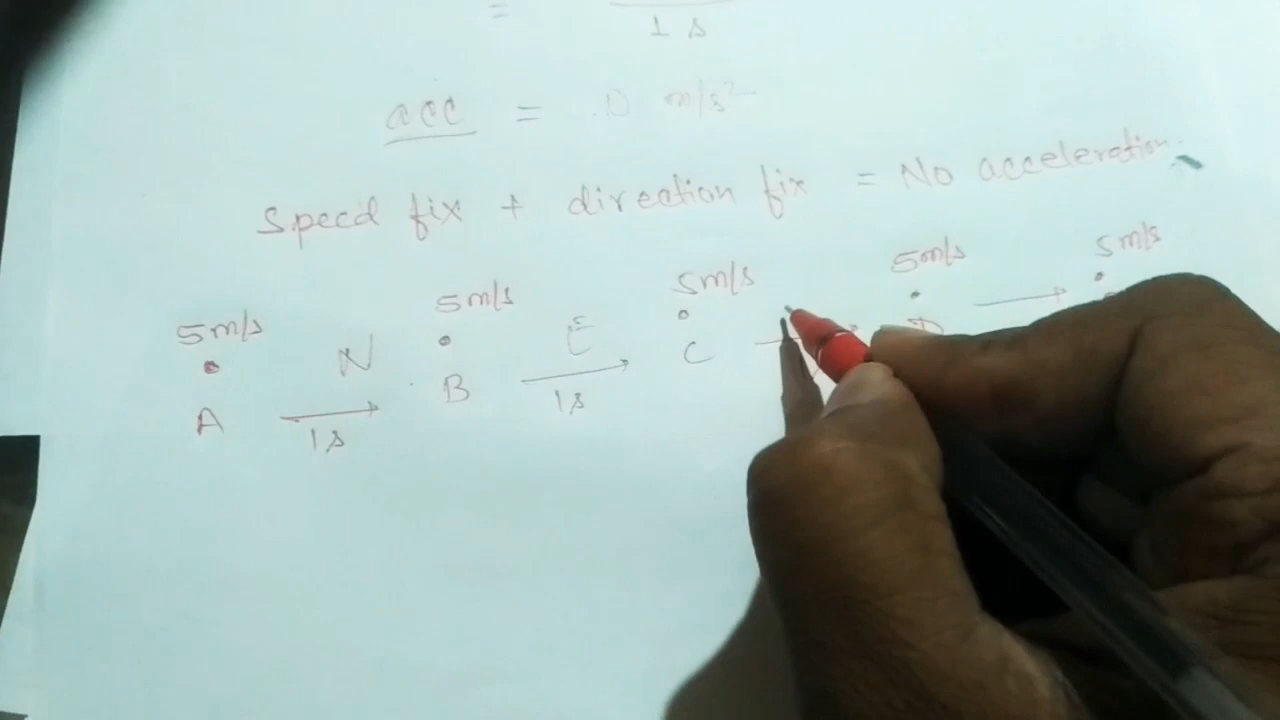 =
1 s
acc = 0 m/s²
Speed fix + direction fix = No acceleration.
5m/s 5m/s 5m/s 5m/s 5m/s
N E
A B C D
1s 1s